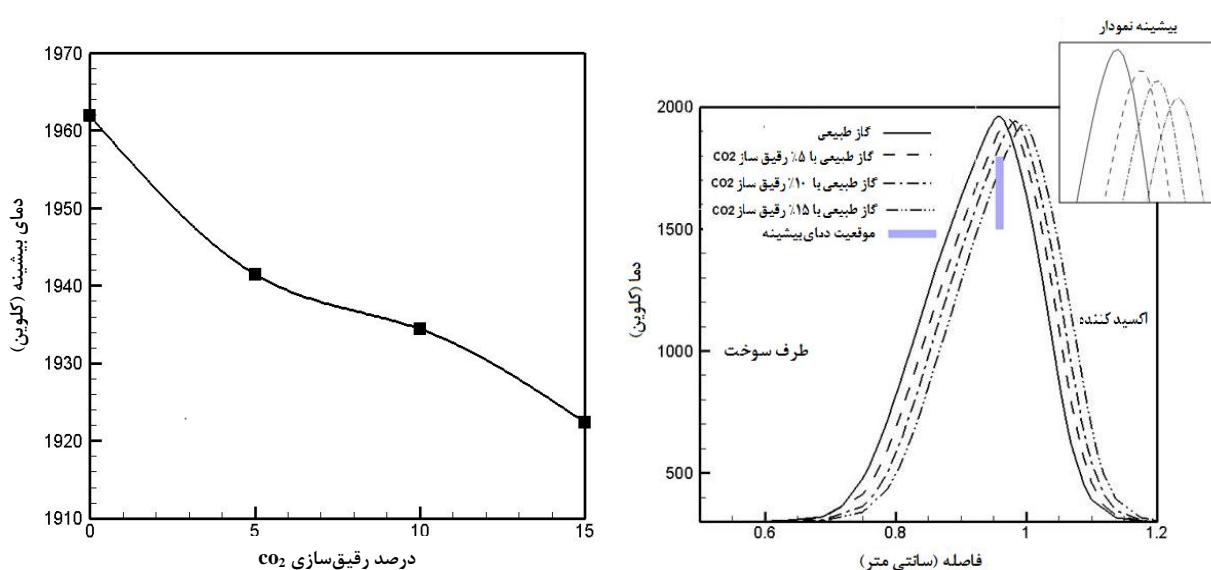 1970
1960
1950
1940
1930
1920
1910
0
5
10
15
دمای بیشینه (کلوین)
درصد رقیق‌سازی co₂
بیشینه نمودار
2000
1500
1000
500
0.6
0.8
1
1.2
دما (کلوین)
فاصله (سانتی متر)
گاز طبیعی
گاز طبیعی با ۵٪ رقیق ساز CO2
گاز طبیعی با ۱۰٪ رقیق ساز CO2
گاز طبیعی با ۱۵٪ رقیق ساز CO2
موقعیت دمای بیشینه
طرف سوخت
اکسید کننده